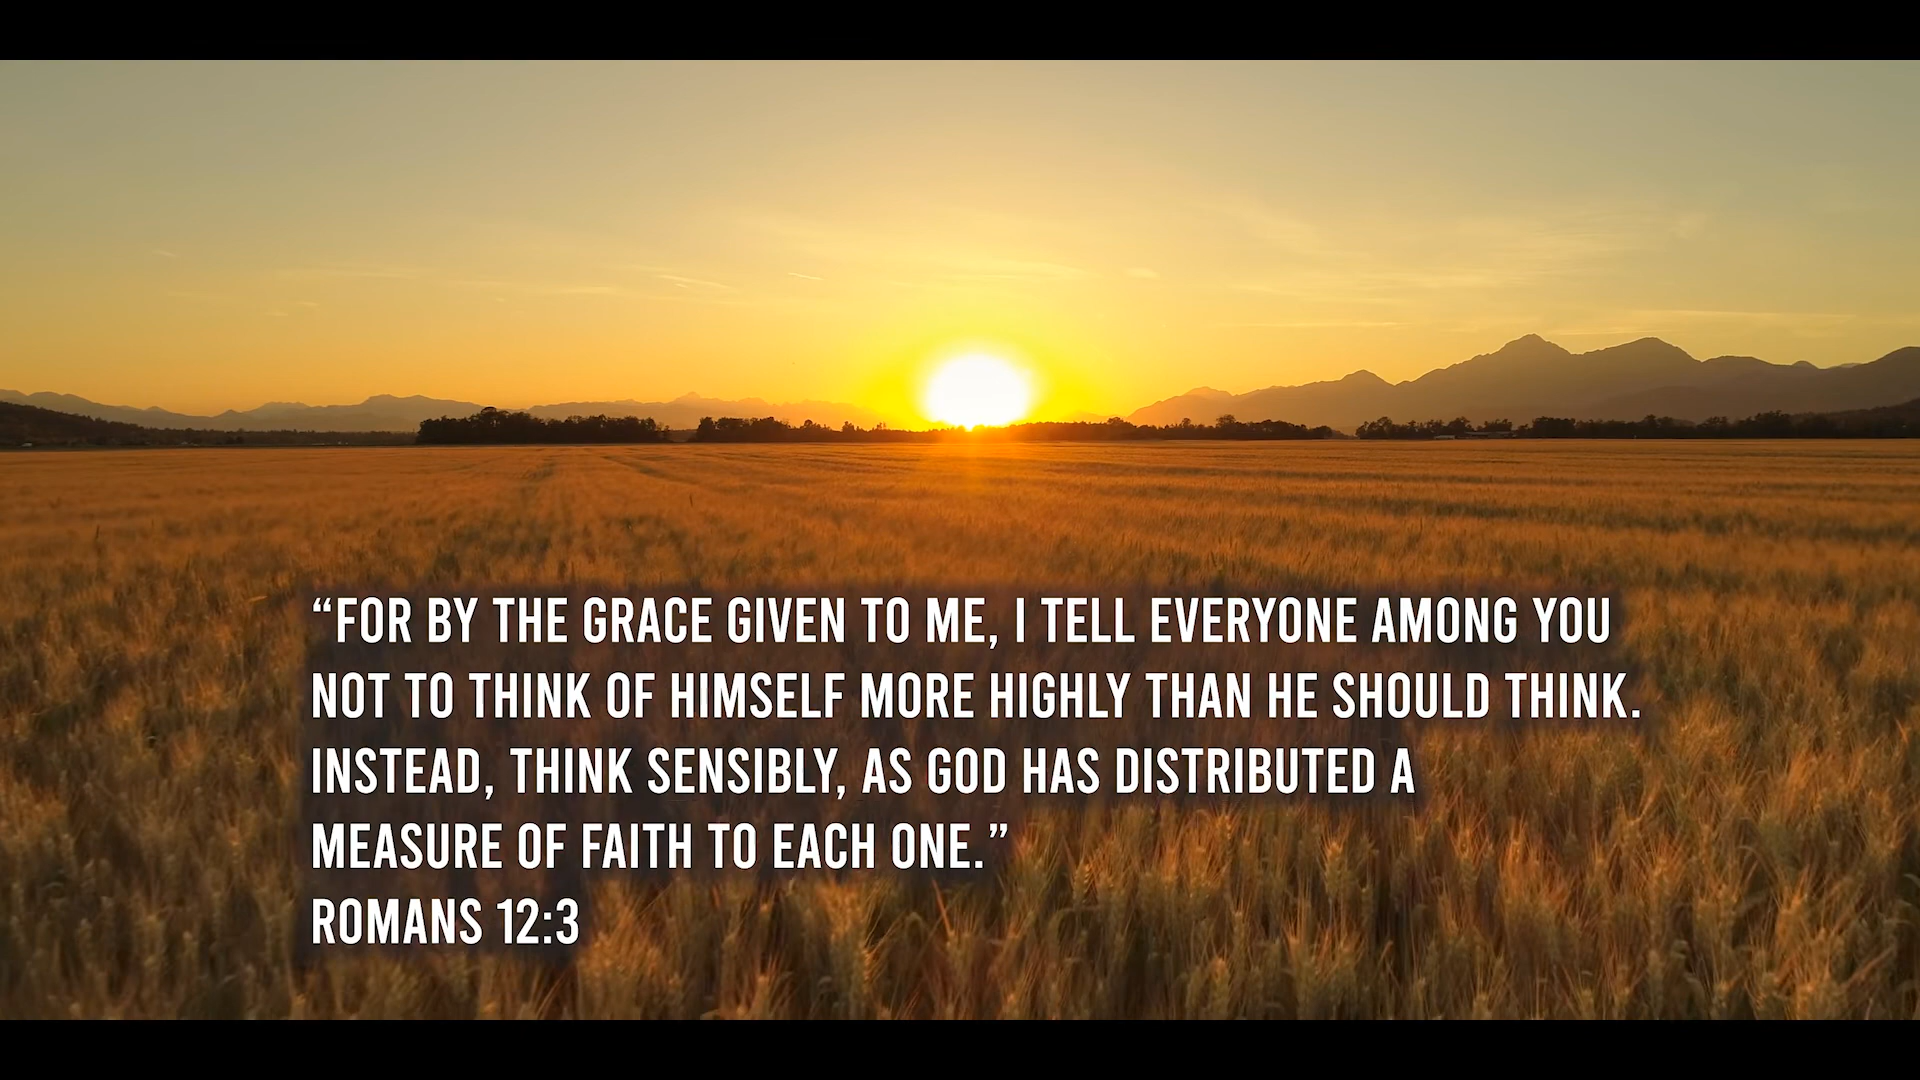 “FOR BY THE GRACE GIVEN TO ME, I TELL EVERYONE AMONG YOU
NOT TO THINK OF HIMSELF MORE HIGHLY THAN HE SHOULD THINK.
INSTEAD, THINK SENSIBLY, AS GOD HAS DISTRIBUTED A
MEASURE OF FAITH TO EACH ONE.”
ROMANS 12:3